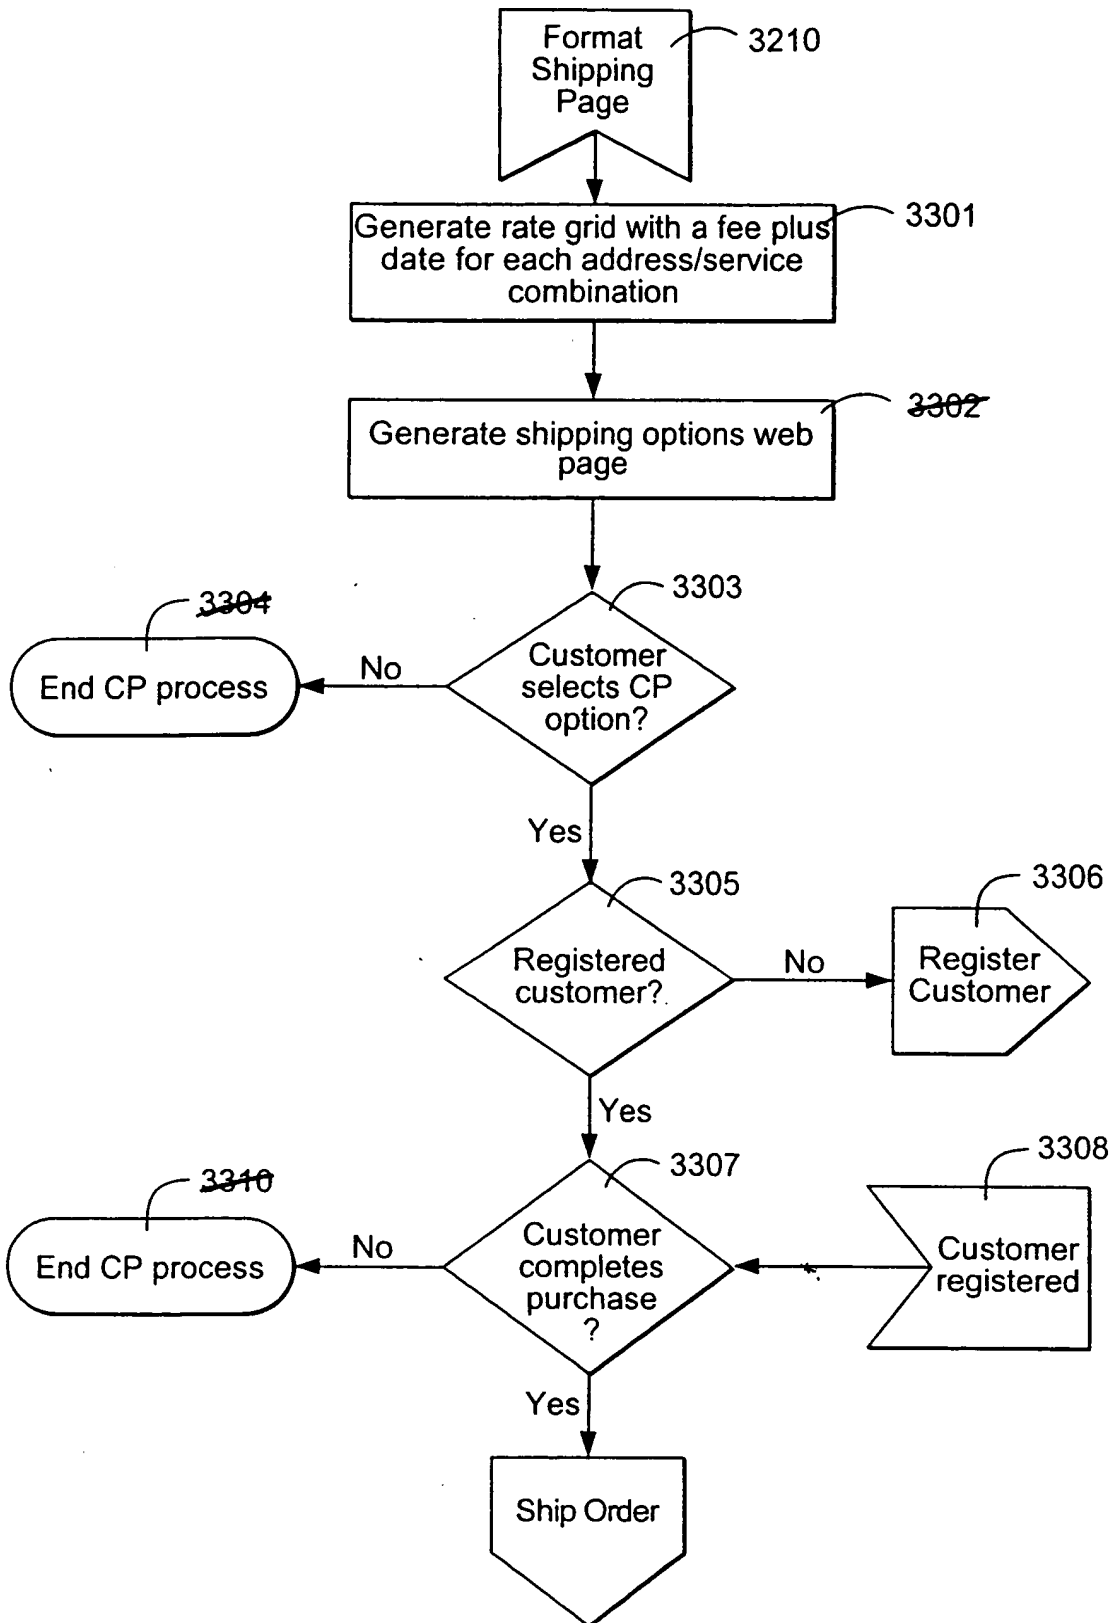 Format
Shipping
Page
3210
Generate rate grid with a fee plus
date for each address/service
combination
3301
Generate shipping options web
page
3302
3303
Customer
selects CP
option?
No
3304
End CP process
Yes
3305
Registered
customer?
No
3306
Register
Customer
Yes
3307
Customer
completes
purchase
?
3308
Customer
registered
No
3310
End CP process
Yes
Ship Order